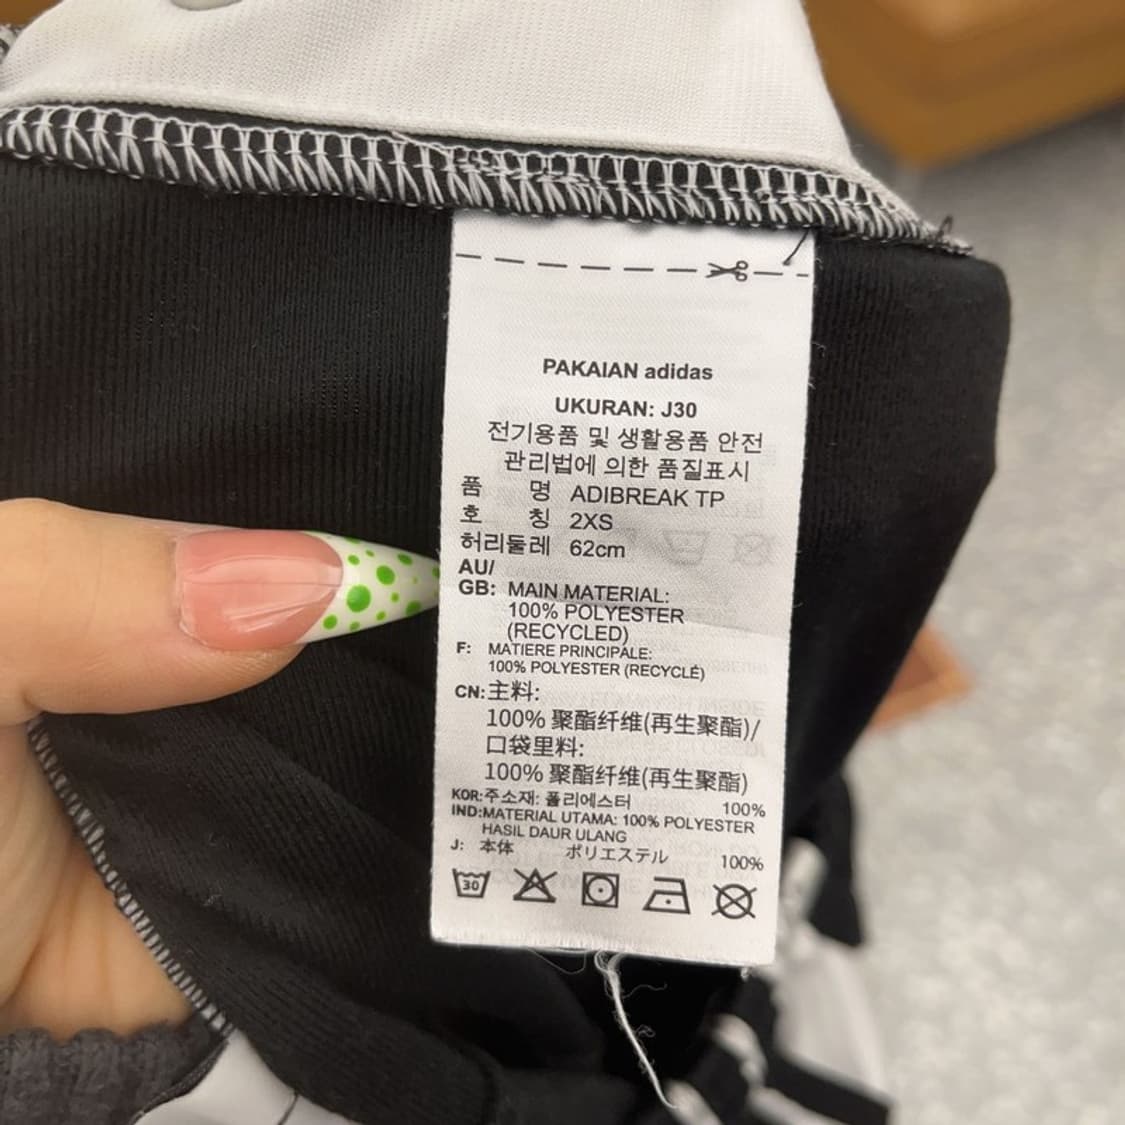 PAKAIAN adidas
UKURAN: J30
전기용품 및 생활용품 안전
관리법에 의한 품질표시
품 명 ADIBREAK TP
호 칭 2XS
허리둘레 62cm
AU/
GB: MAIN MATERIAL:
100% POLYESTER
(RECYCLED)
F: MATIERE PRINCIPALE:
100% POLYESTER (RECYCLÉ)
CN: 主料:
100% 聚酯纤维(再生聚酯)/
口袋里料:
100% 聚酯纤维(再生聚酯)
KOR: 주소재: 폴리에스터 100%
IND: MATERIAL UTAMA: 100% POLYESTER
HASIL DAUR ULANG
J: 本体 ポリエステル 100%
30